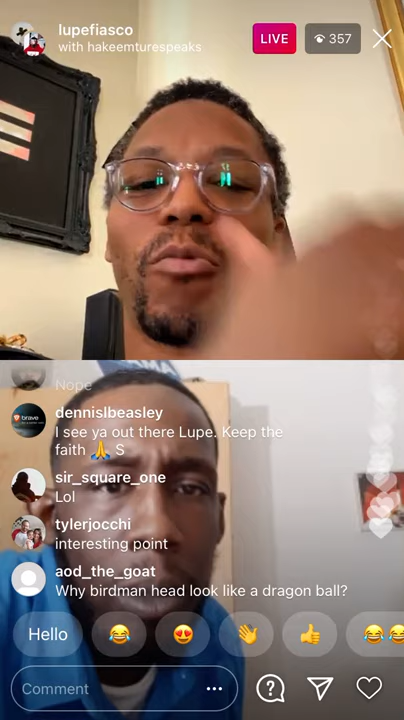 lupefiasco
with hakeemturespeaks
LIVE
357
Nope
dennislbeasley
I see ya out there Lupe. Keep the
faith 🙏 S
sir_square_one
Lol
tylerjocchi
interesting point
aod_the_goat
Why birdman head look like a dragon ball?
Hello
Comment
brave